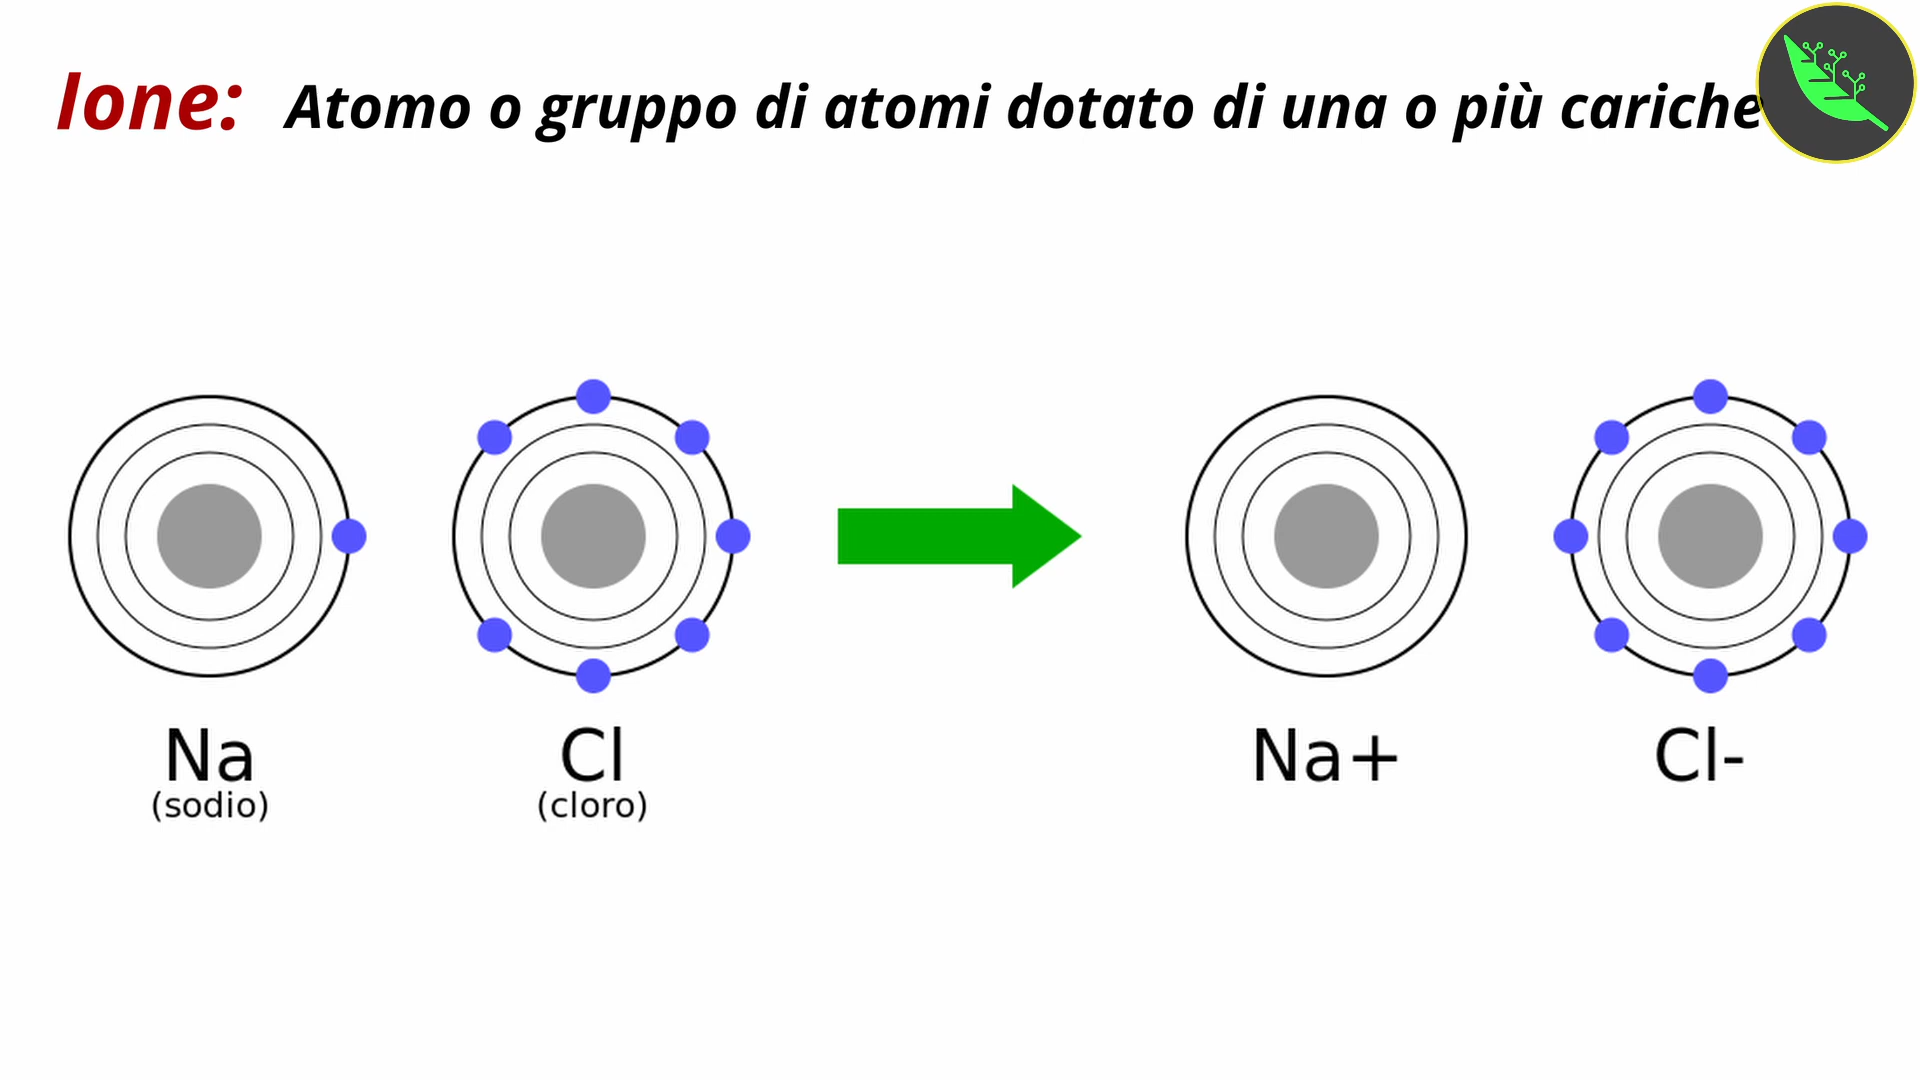 Ione: Atomo o gruppo di atomi dotato di una o più cariche
Na Cl Na+ Cl-
(sodio) (cloro)